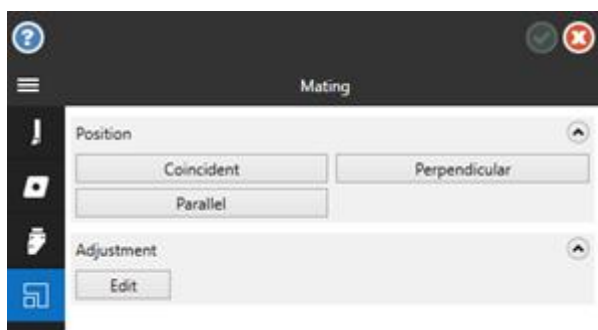 ?
Mating
Position
Coincident Perpendicular
Parallel
Adjustment
Edit